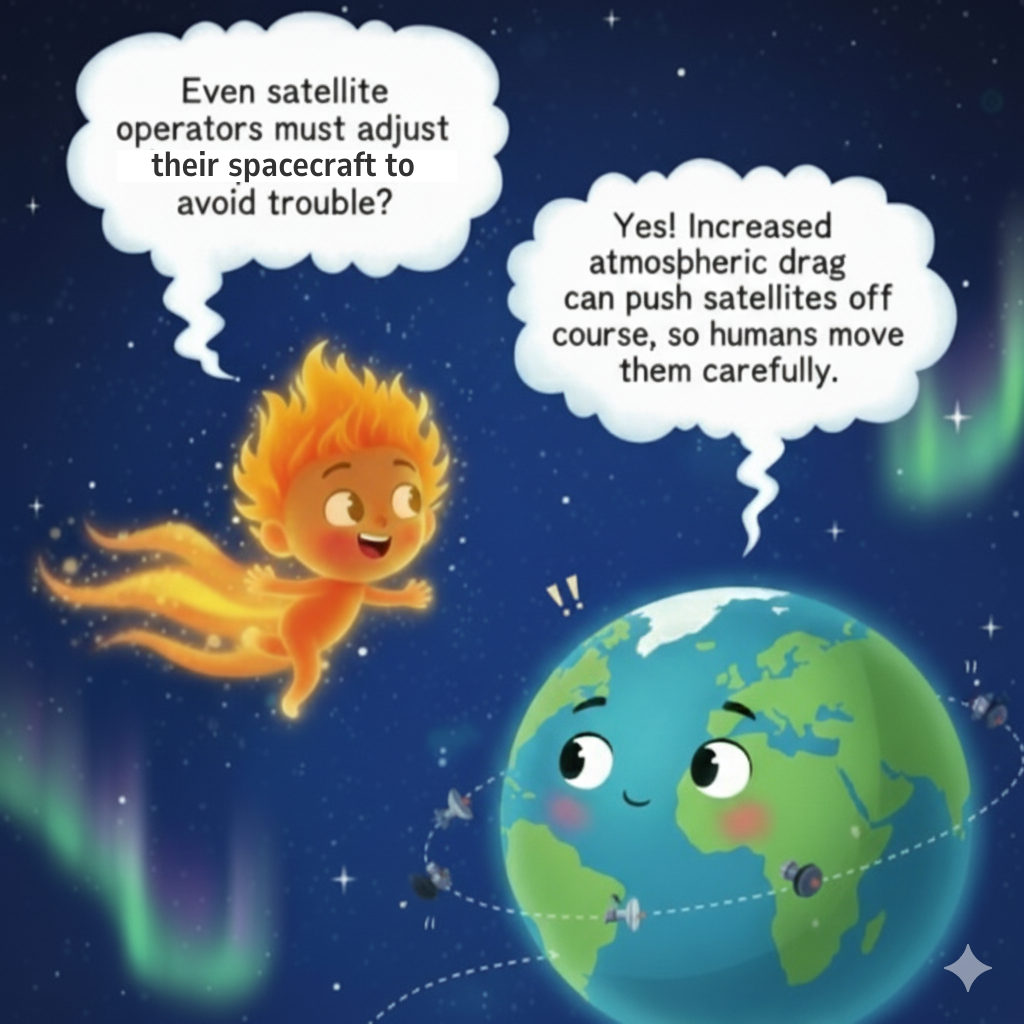 Even satellite
operators must adjust
their spacecraft to
avoid trouble?
Yes! Increased
atmospheric drag
can push satellites off
course, so humans move
them carefully.